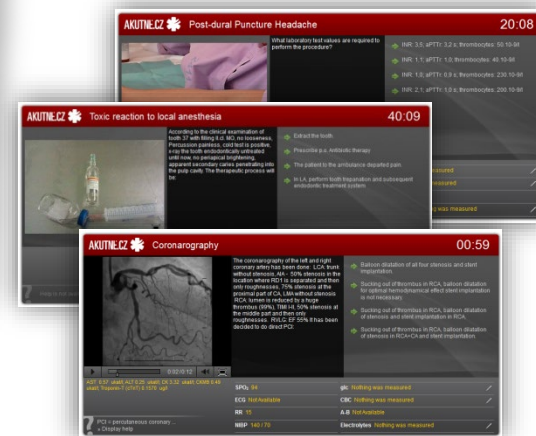 AKUTNE.CZ Post-dural Puncture Headache 20:08
What laboratory test values are required to
perform the procedure?
INR: 3,5; aPTTr: 3,2 s; thrombocytes: 50.10-9/l
INR: 1,1; aPTTr: 1,0; thrombocytes: 40.10-9/l
INR: 1,8; aPTTr: 0,9 s; thrombocytes: 230.10-9/l
INR: 2,1; aPTTr: 1,0 s; thrombocytes: 200.10-9/l
measured
measured
was measured
AKUTNE.CZ Toxic reaction to local anesthesia 40:09
According to the clinical examination of
tooth 37 with filling II.cl. MO, no looseness,
Percussion painless, cold test is positive,
x-ray the tooth endodontically untreated
until now, no periapical brightening,
apparent secondary caries penetrating into
the pulp cavity. The therapeutic process will
be:
Extract the tooth.
Prescribe p.o. Antibiotic therapy
The patient to the ambulance departed pain.
In LA, perform tooth trepanation and subsequent
endodontic treatment system.
AKUTNE.CZ Coronarography 00:59
The coronarography of the left and right
coronary artery has been done: LCA: trunk
without stenosis, AIA - 50% stenosis in the
location where RD1 is separated and then
only roughnesses, 75% stenosis at the
proximal part of CA, LMA without stenosis
RCA: lumen is reduced by a huge
thrombus (99%), TIMI I-II, 50% stenosis at
the middle part and then only
roughnesses. RVLG: EF 55% It has been
decided to do direct PCI:
Balloon dilatation of all four stenosis and stent
implantation.
Sucking out of thrombus in RCA, balloon dilatation
for optimal hemodynamical effect stent implantation
is not necessary.
Sucking out of thrombus in RCA, balloon dilatation
of stenosis and stent implantation in RCA.
Sucking out of thrombus in RCA, balloon dilatation
of stenosis in RCA+CA and stent implantation.
0:02/0:12
SPO₂ 94
ECG Not Available
RR 15
NIBP 140 / 70
glc Nothing was measured
CBC Nothing was measured
A-B Not Available
Electrolytes Nothing was measured
PCI = percutaneous coronary ...
Display help